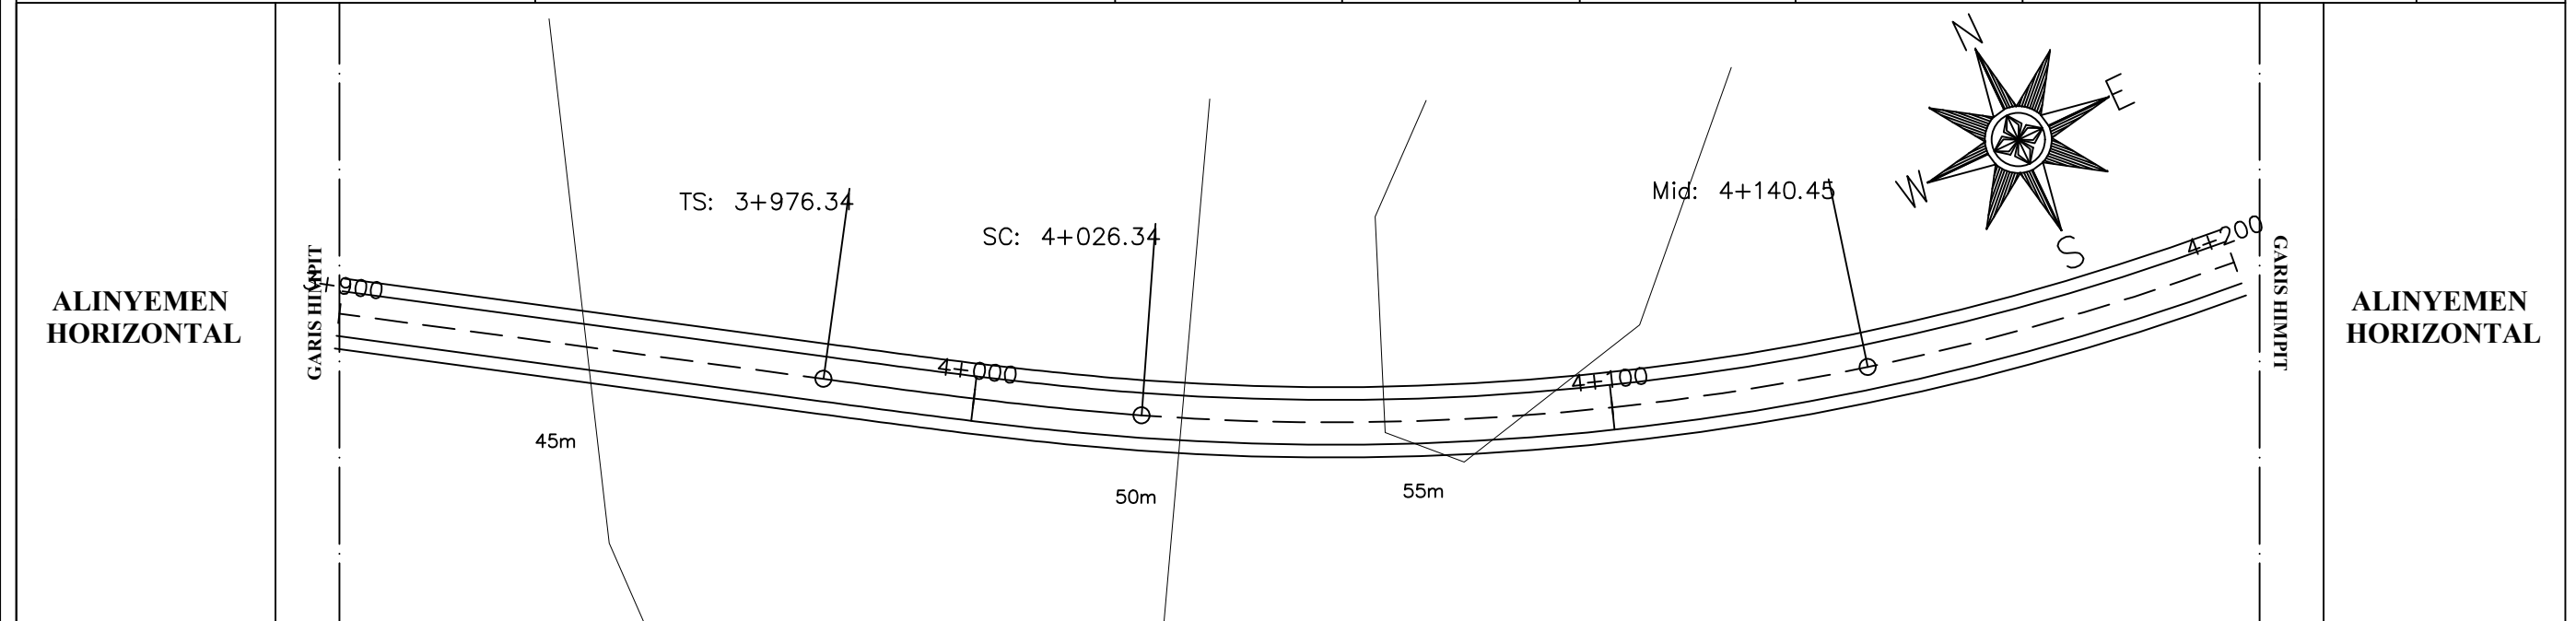 ALINYEMEN
HORIZONTAL
GARIS HIMPIT
3+900
45m
TS: 3+976.34
4+000
SC: 4+026.34
50m
55m
4+100
Mid: 4+140.45
N
E
W
S
4+200
GARIS HIMPIT
ALINYEMEN
HORIZONTAL